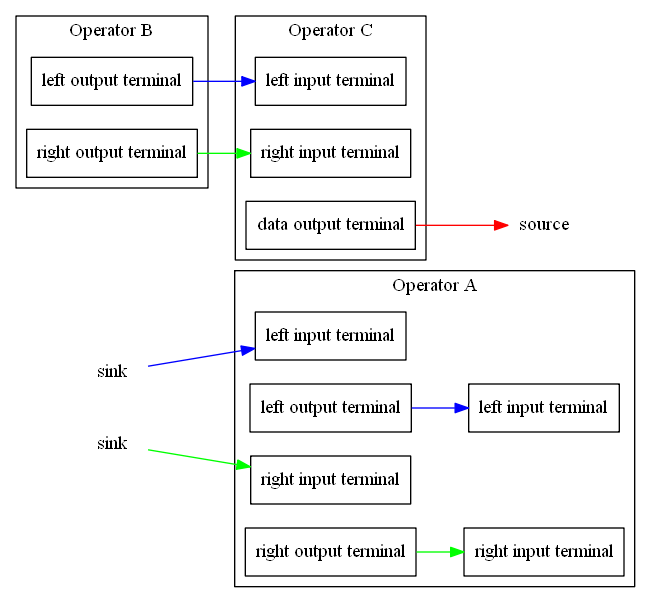 Operator B
left output terminal
right output terminal
Operator C
left input terminal
right input terminal
data output terminal
source
Operator A
sink
sink
left input terminal
left output terminal
left input terminal
right input terminal
right output terminal
right input terminal